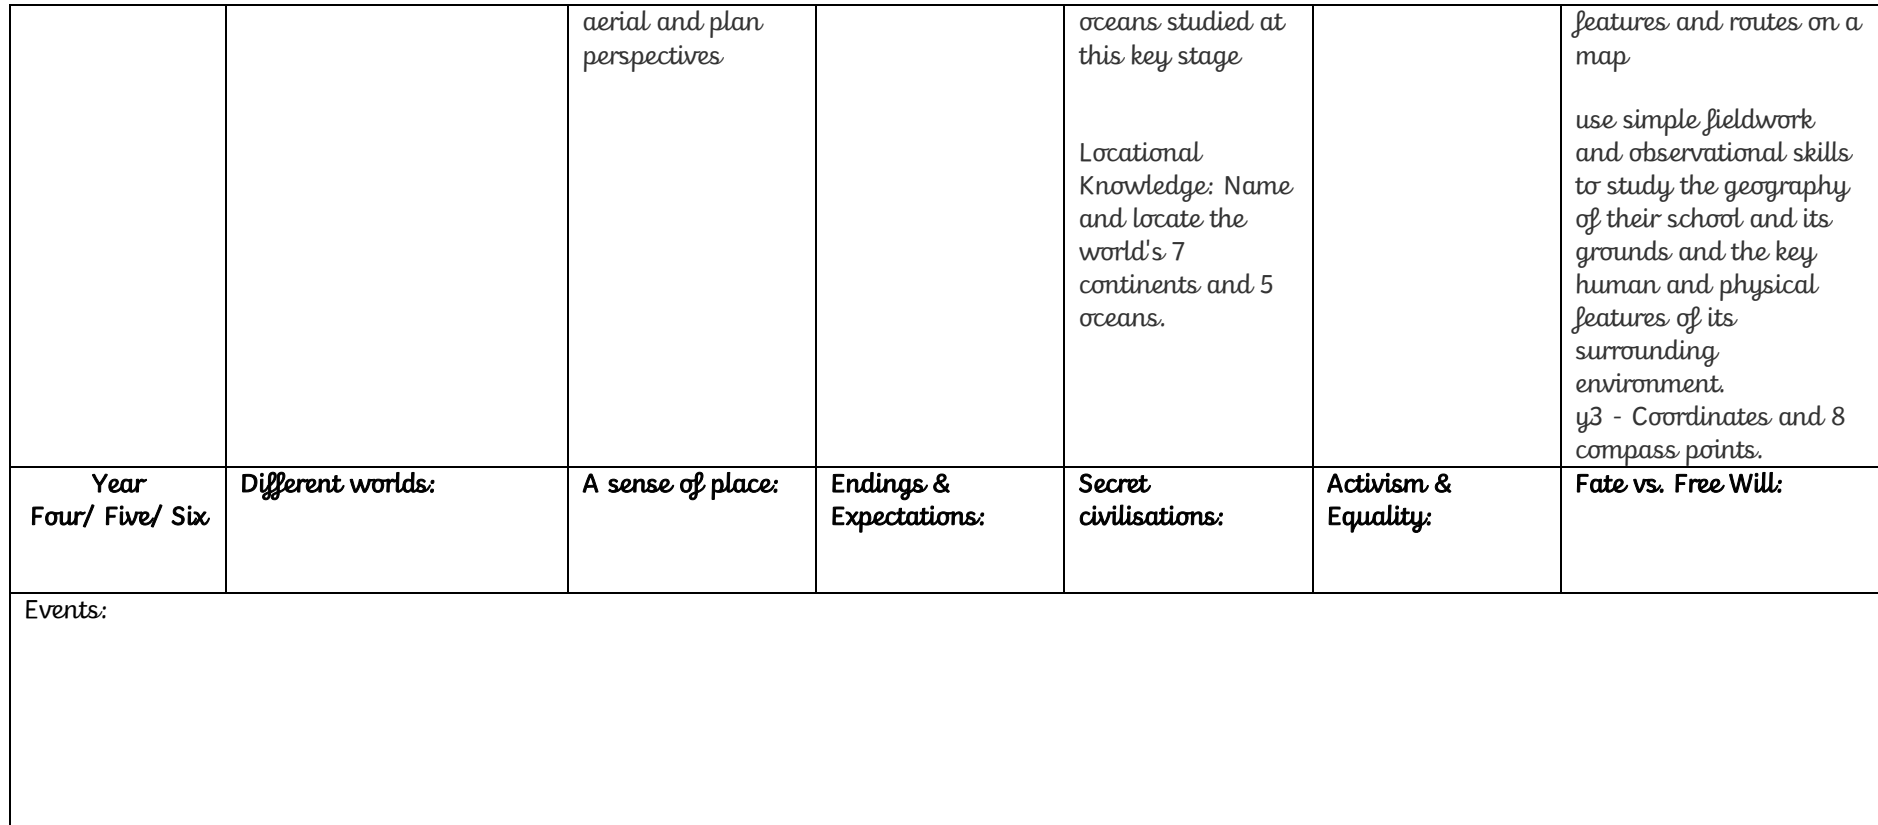 aerial and plan
perspectives
oceans studied at
this key stage
Locational
Knowledge: Name
and locate the
world's 7
continents and 5
oceans.
features and routes on a
map
use simple fieldwork
and observational skills
to study the geography
of their school and its
grounds and the key
human and physical
features of its
surrounding
environment.
y3 - Coordinates and 8
compass points.
Year
Four/ Five/ Six
Different worlds:
A sense of place:
Endings &
Expectations:
Secret
civilisations:
Activism &
Equality:
Fate vs. Free Will:
Events: